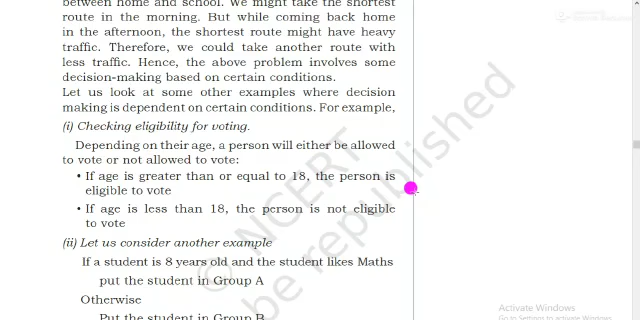 between home and school. We might take the shortest
route in the morning. But while coming back home
in the afternoon, the shortest route might have heavy
traffic. Therefore, we could take another route with
less traffic. Hence, the above problem involves some
decision-making based on certain conditions.
Let us look at some other examples where decision
making is dependent on certain conditions. For example,
(i) Checking eligibility for voting.
Depending on their age, a person will either be allowed
to vote or not allowed to vote:
• If age is greater than or equal to 18, the person is
eligible to vote
• If age is less than 18, the person is not eligible
to vote
(ii) Let us consider another example
If a student is 8 years old and the student likes Maths
put the student in Group A
Otherwise
Put the student in Group B
© NCERT
be republished
Activate Windows
Go to Settings to activate Windows